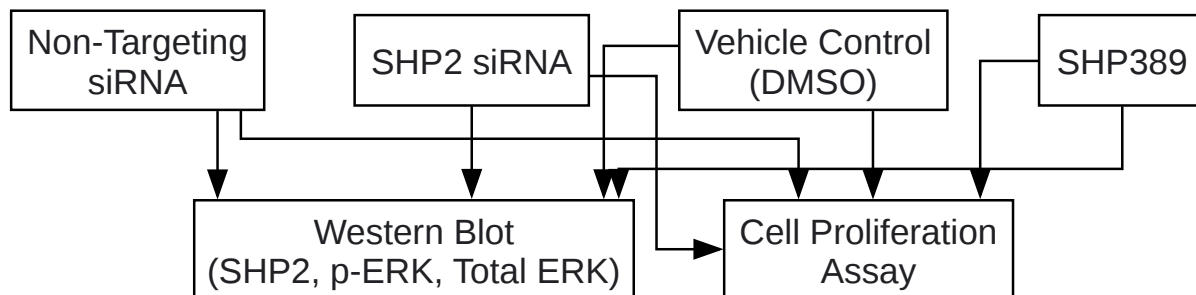 Non-Targeting
siRNA
SHP2 siRNA
Vehicle Control
(DMSO)
SHP389
Western Blot
(SHP2, p-ERK, Total ERK)
Cell Proliferation
Assay